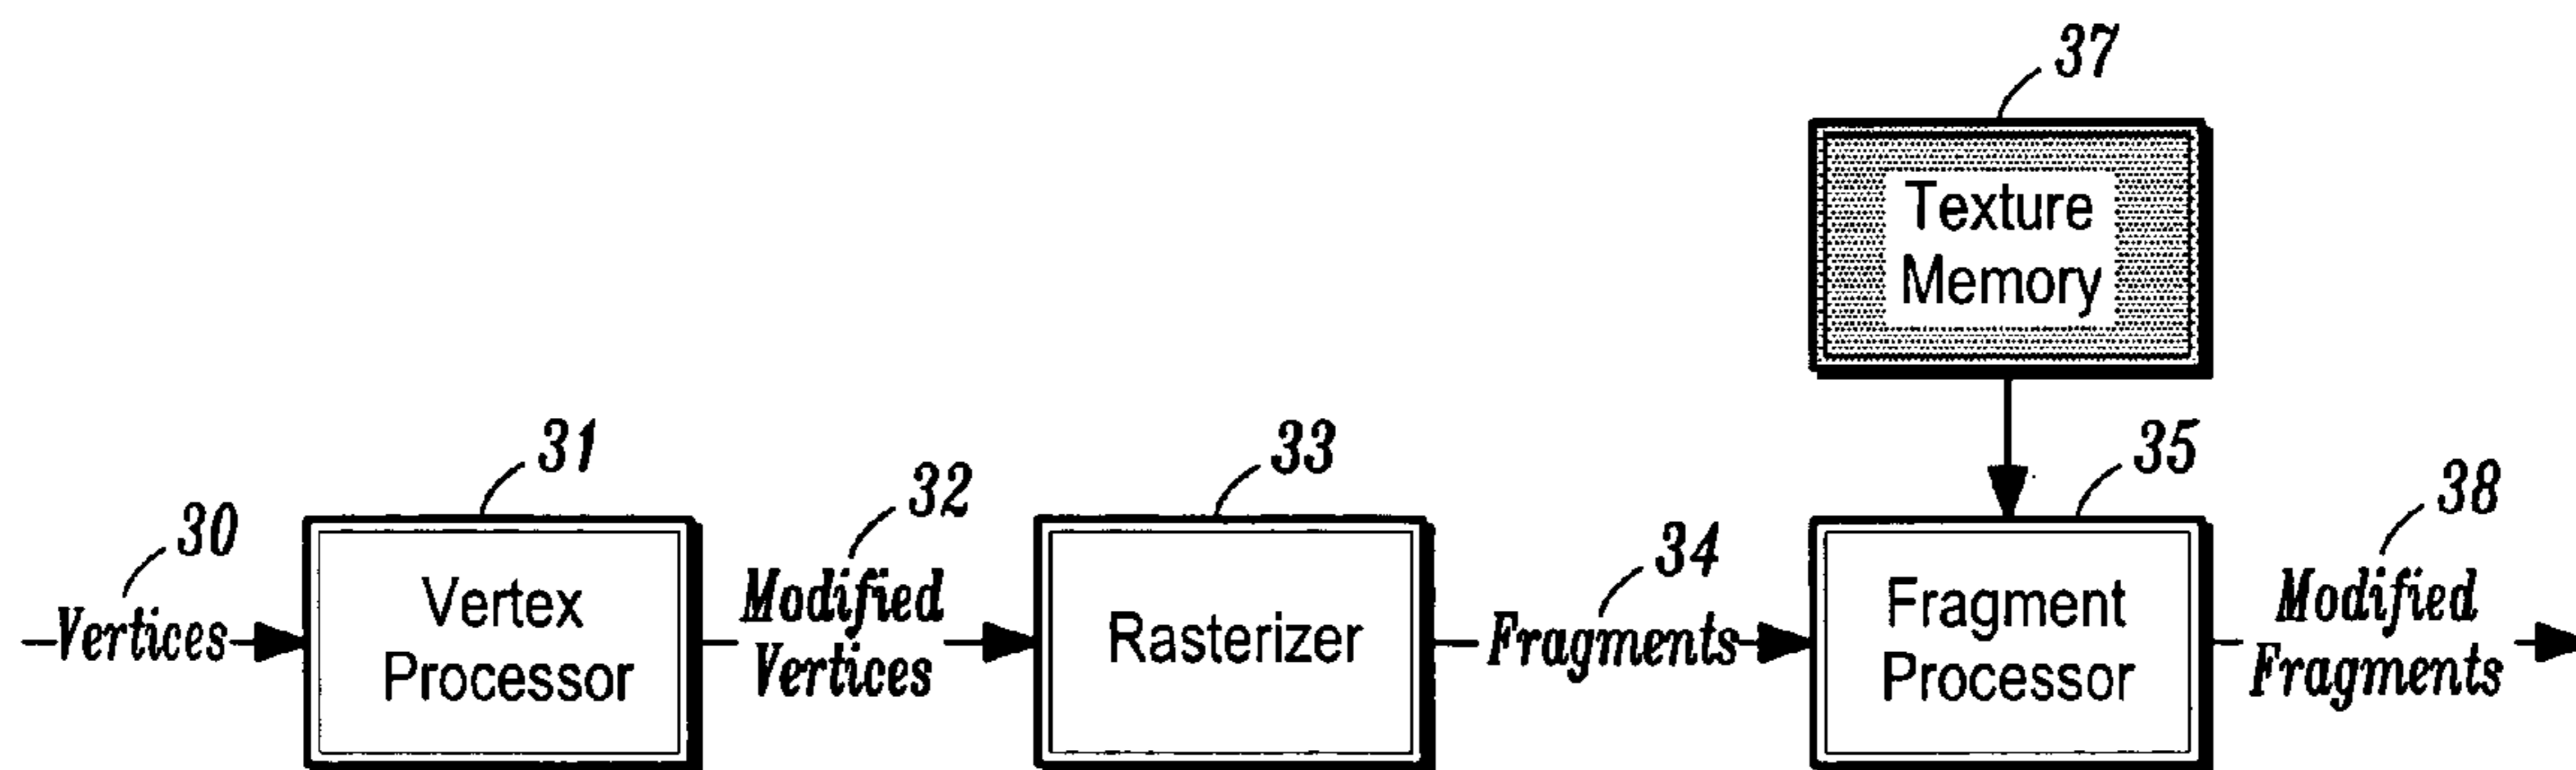 37
Texture
Memory
31
33
35
30
32
34
38
Vertices
Vertex
Processor
Modified
Vertices
Rasterizer
Fragments
Fragment
Processor
Modified
Fragments